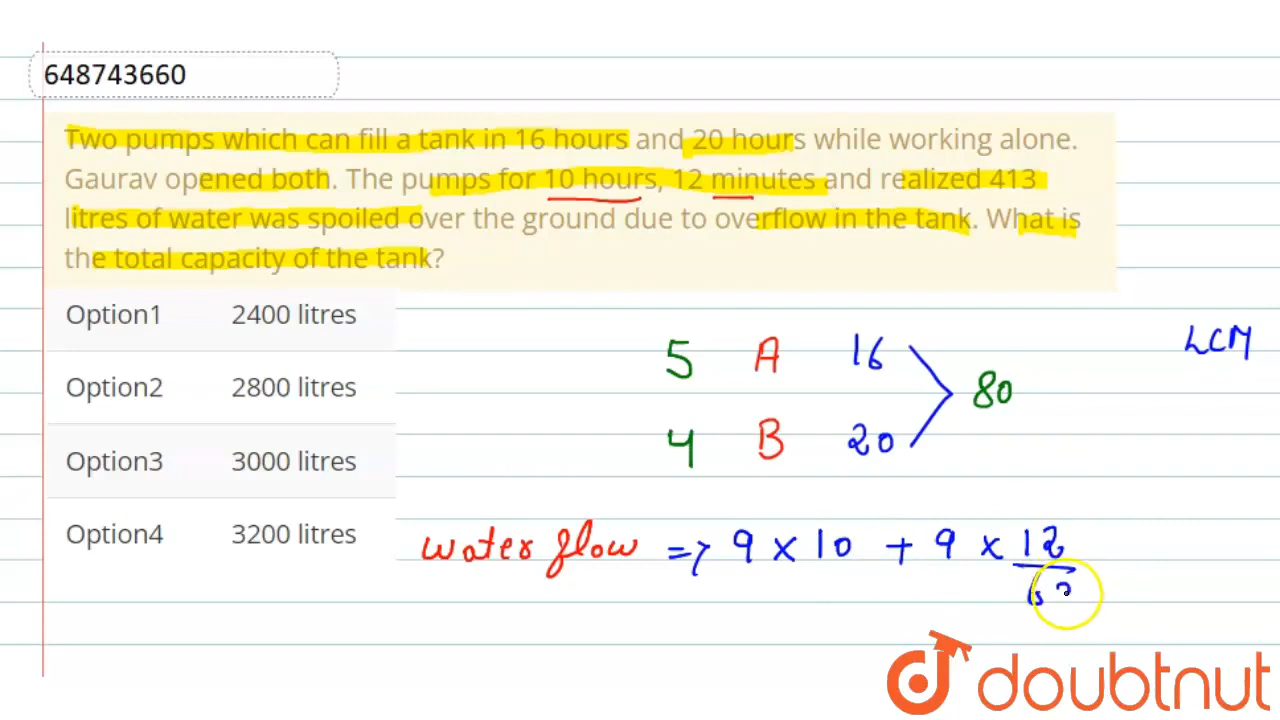 648743660
Two pumps which can fill a tank in 16 hours and 20 hours while working alone.
Gaurav opened both. The pumps for 10 hours, 12 minutes and realized 413
litres of water was spoiled over the ground due to overflow in the tank. What is
the total capacity of the tank?
Option1 2400 litres
Option2 2800 litres
Option3 3000 litres
Option4 3200 litres
LCM
5 A 16
80
4 B 20
water flow => 9 × 10 + 9 × 12
doubtnut